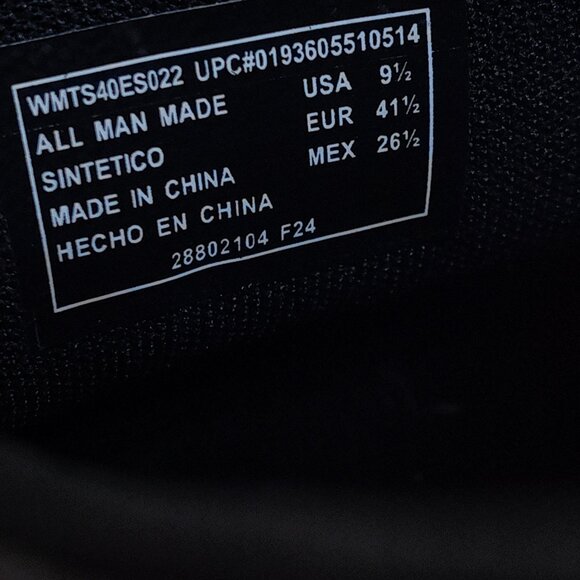 WMTS40ES022 UPC#0193605510514
ALL MAN MADE USA 9½
SINTETICO EUR 41½
MADE IN CHINA MEX 26½
HECHO EN CHINA
28802104 F24